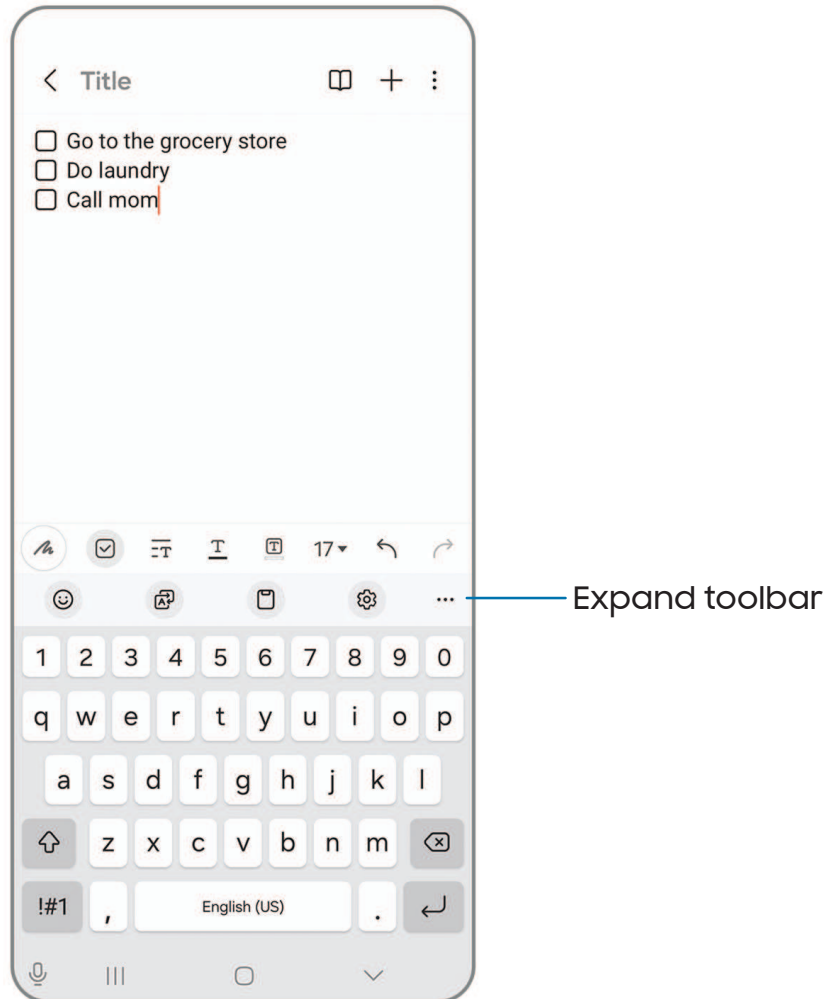 Title
Go to the grocery store
Do laundry
Call mom
17
Expand toolbar
1 2 3 4 5 6 7 8 9 0
q w e r t y u i o p
a s d f g h j k l
z x c v b n m
!#1 , English (US) .